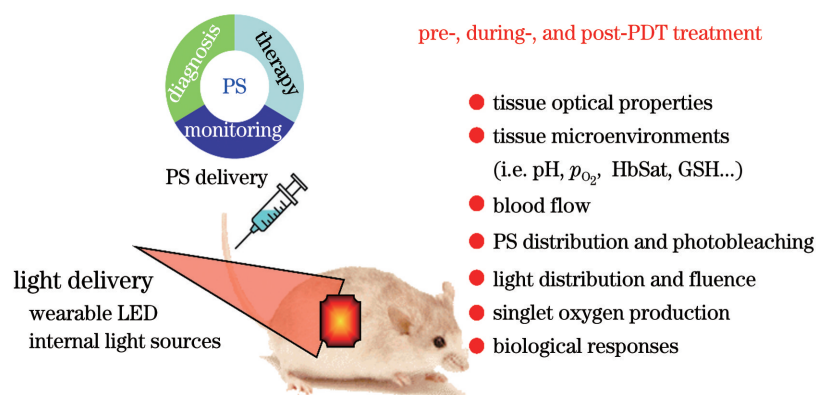 diagnosis
therapy
PS
monitoring
PS delivery
light delivery
wearable LED
internal light sources
pre-, during-, and post-PDT treatment
tissue optical properties
tissue microenvironments
(i.e. pH, pO₂, HbSat, GSH...)
blood flow
PS distribution and photobleaching
light distribution and fluence
singlet oxygen production
biological responses